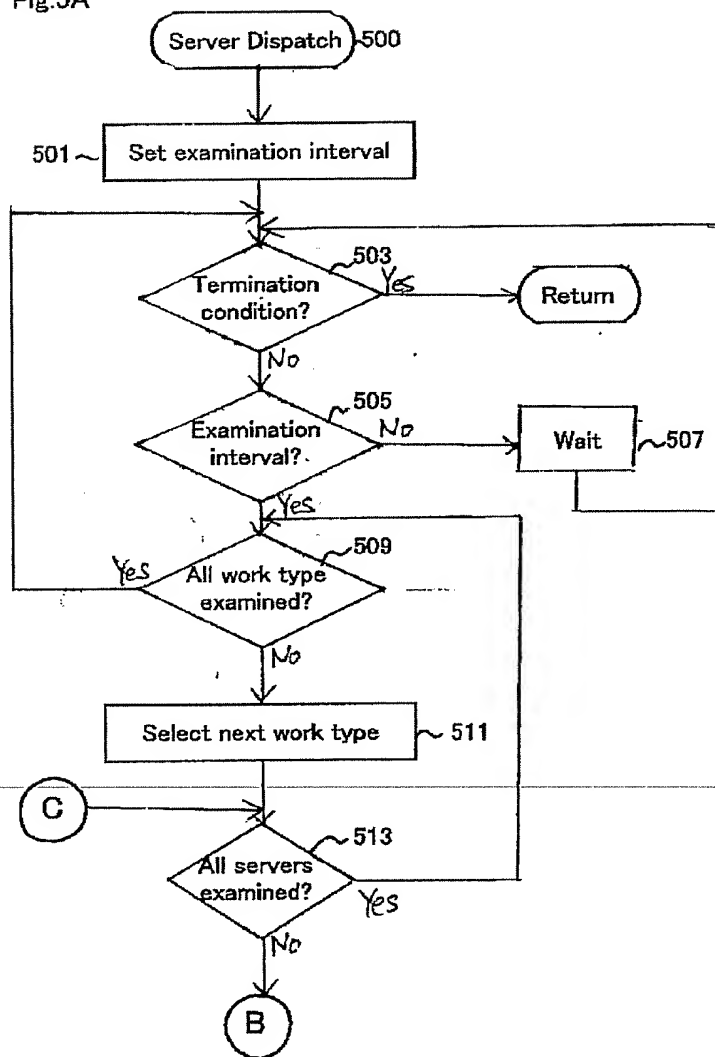 Fig.5A
Server Dispatch 500
501 Set examination interval
503
Termination
condition?
Yes
Return
No
505
Examination
interval?
No
Wait
507
Yes
509
All work type
examined?
Yes
No
Select next work type
511
C
513
All servers
examined?
Yes
No
B